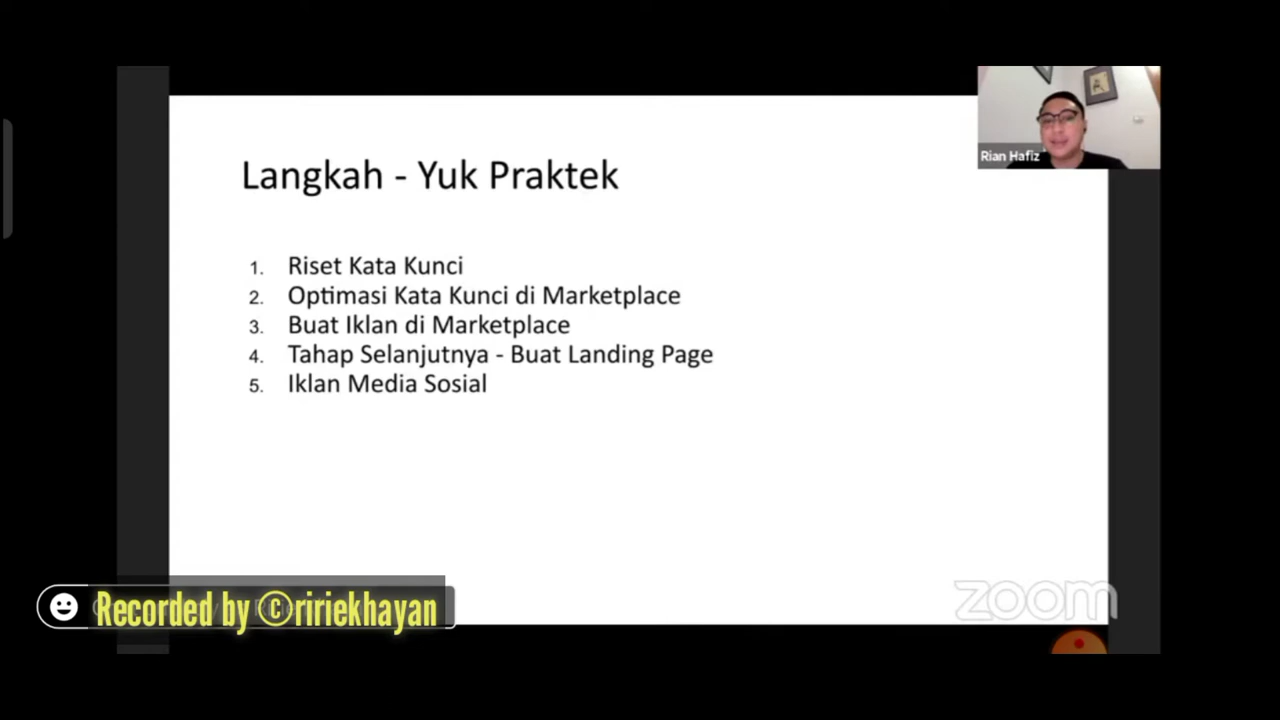 Rian Hafiz
Langkah - Yuk Praktek
1. Riset Kata Kunci
2. Optimasi Kata Kunci di Marketplace
3. Buat Iklan di Marketplace
4. Tahap Selanjutnya - Buat Landing Page
5. Iklan Media Sosial
zoom
Recorded by ©ririekhayan